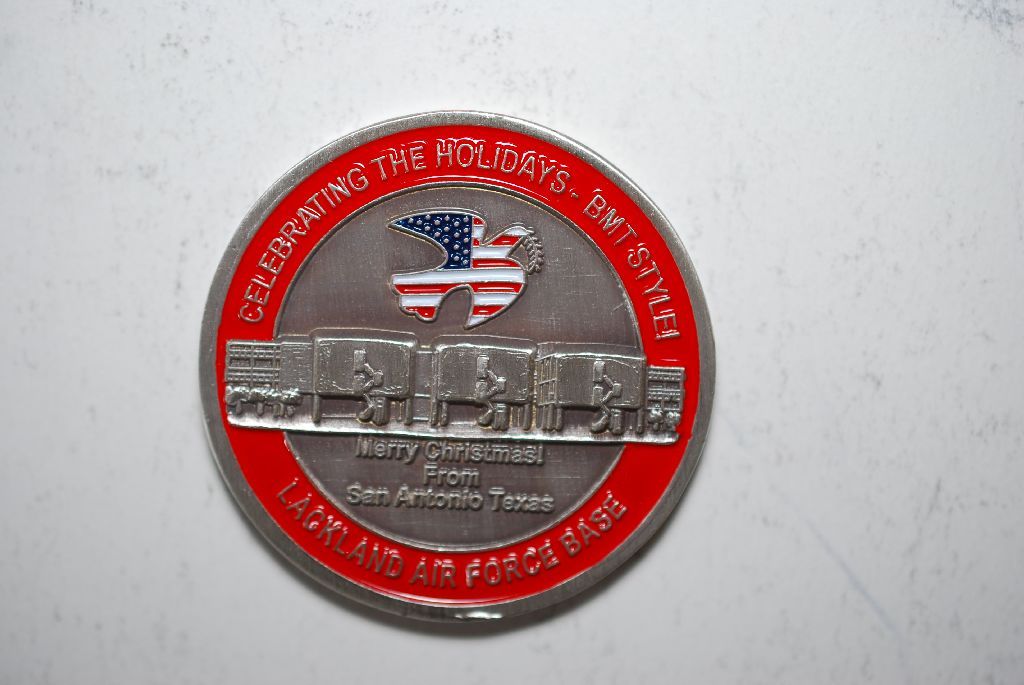 CELEBRATING THE HOLIDAYS - BMT STYLE!
Merry Christmas!
From
San Antonio Texas
LACKLAND AIR FORCE BASE